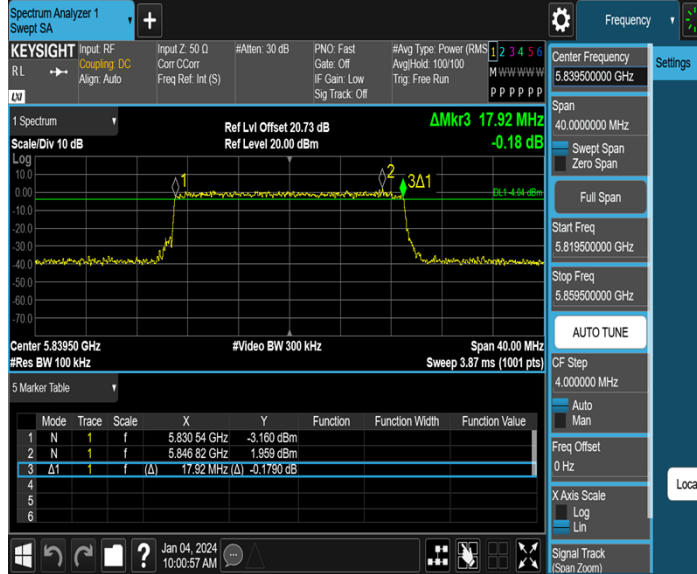 Spectrum Analyzer 1
Swept SA
+
Frequency
KEYSIGHT
RL
LXI
Input: RF
Coupling: DC
Align: Auto
Input Z: 50 Ω
Corr CCorr
Freq Ref: Int (S)
#Atten: 30 dB
PNO: Fast
Gate: Off
IF Gain: Low
Sig Track: Off
#Avg Type: Power (RMS
Avg|Hold: 100/100
Trig: Free Run
1 2 3 4 5 6
M W W W W W
P P P P P P
Center Frequency
5.839500000 GHz
Settings
Span
40.0000000 MHz
Swept Span
Zero Span
Full Span
Start Freq
5.819500000 GHz
Stop Freq
5.859500000 GHz
AUTO TUNE
CF Step
4.000000 MHz
Auto
Man
Freq Offset
0 Hz
X Axis Scale
Log
Lin
Signal Track
(Span Zoom)
Loca
1 Spectrum
Scale/Div 10 dB
Ref Lvl Offset 20.73 dB
Ref Level 20.00 dBm
ΔMkr3 17.92 MHz
-0.18 dB
Log
10.0
0.00
-10.0
-20.0
-30.0
-40.0
-50.0
-60.0
-70.0
1
2
3Δ1
DL1 -4.04 dBm
Center 5.83950 GHz
#Video BW 300 kHz
Span 40.00 MHz
#Res BW 100 kHz
Sweep 3.87 ms (1001 pts)
5 Marker Table
Mode Trace Scale X Y Function Function Width Function Value
1 N 1 f 5.830 54 GHz -3.160 dBm
2 N 1 f 5.846 82 GHz 1.959 dBm
3 Δ1 1 f (Δ) 17.92 MHz (Δ) -0.1790 dB
4
5
6
?
Jan 04, 2024
10:00:57 AM